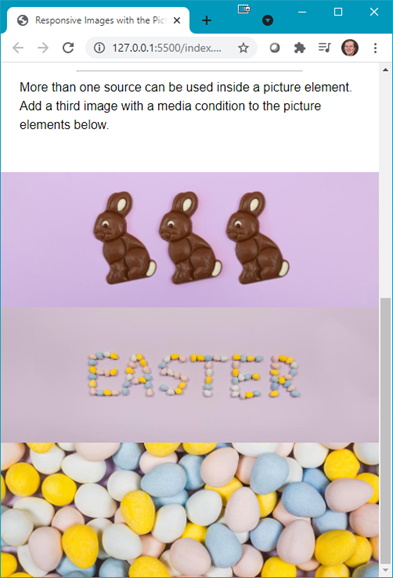 Responsive Images with the Pic
127.0.0.1:5500/index....
More than one source can be used inside a picture element.
Add a third image with a media condition to the picture
elements below.
EASTER